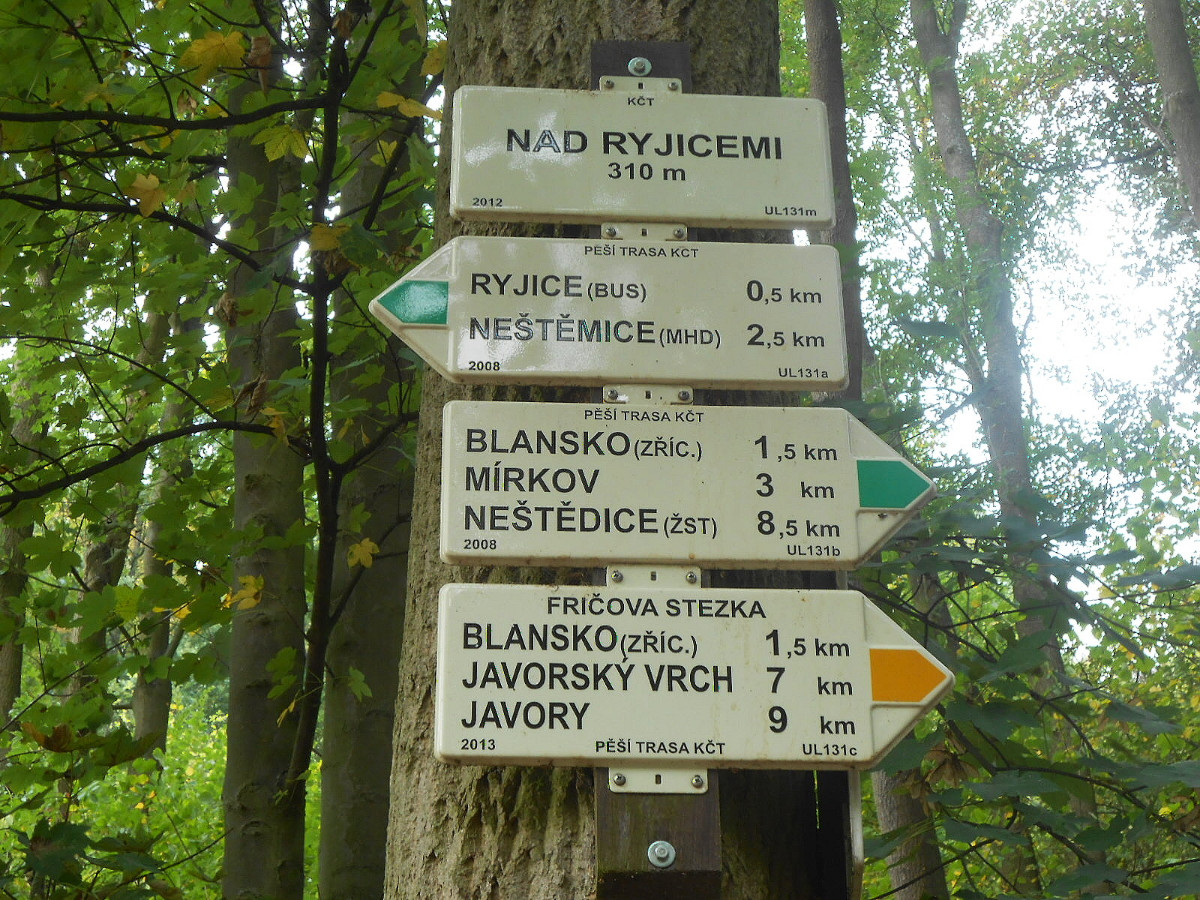 KČT
NAD RYJICEMI
310 m
2012 UL131m
PĚŠÍ TRASA KČT
RYJICE (BUS) 0,5 km
NEŠTĚMICE (MHD) 2,5 km
2008 UL131a
PĚŠÍ TRASA KČT
BLANSKO (ZŘÍC.) 1,5 km
MÍRKOV 3 km
NEŠTĚDICE (ŽST) 8,5 km
2008 UL131b
FRIČOVA STEZKA
BLANSKO (ZŘÍC.) 1,5 km
JAVORSKÝ VRCH 7 km
JAVORY 9 km
2013 PĚŠÍ TRASA KČT UL131c